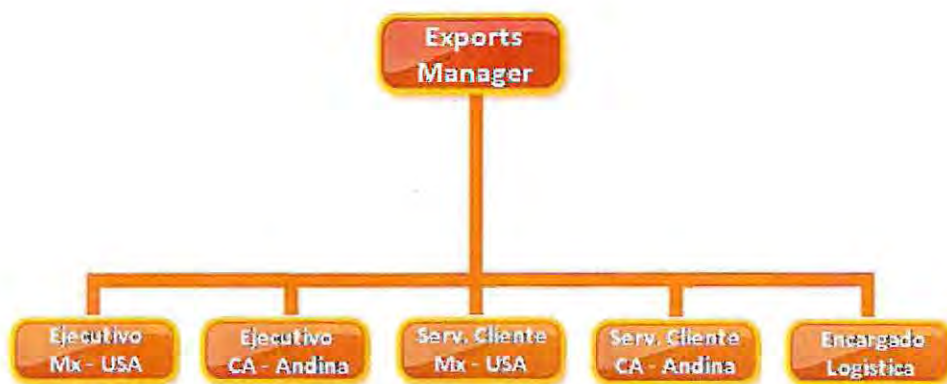 Exports
Manager
Ejecutivo
Mx - USA
Ejecutivo
CA - Andina
Serv. Cliente
Mx - USA
Serv. Cliente
CA - Andina
Encargado
Logistica